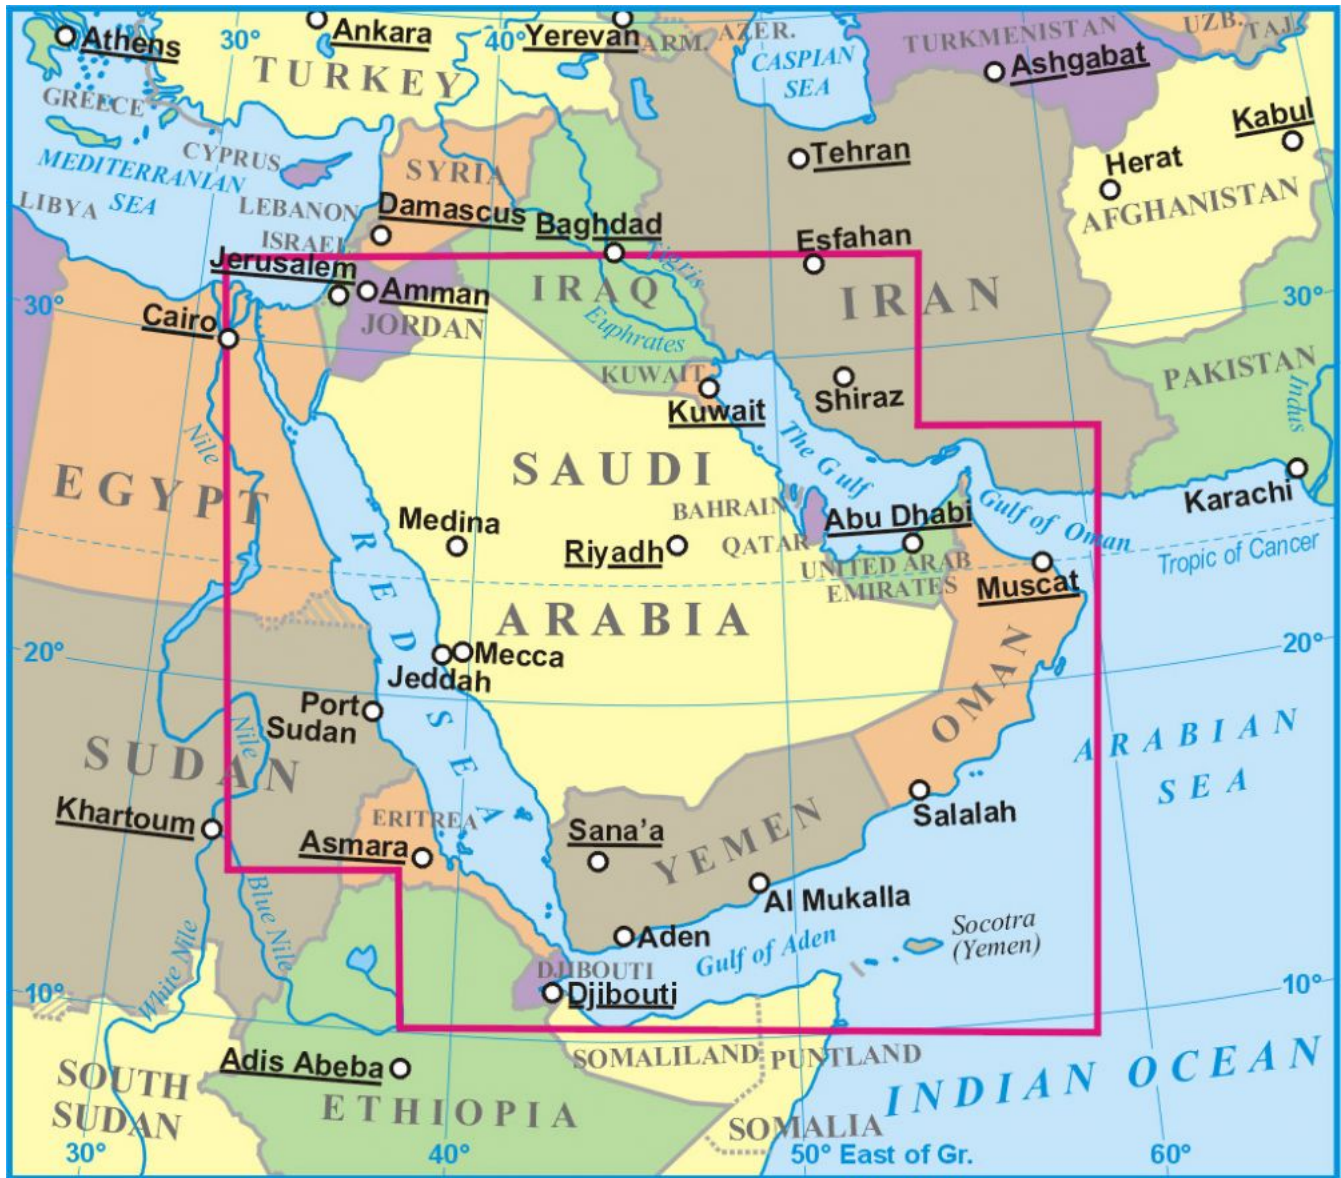 Athens
30°
Ankara
40°
Yerevan
ARM.
AZER.
CASPIAN
SEA
TURKMENISTAN
Ashgabat
UZB.
TAJ.
TURKEY
GREECE
CYPRUS
MEDITERRANIAN
SEA
LIBYA
LEBANON
ISRAEL
SYRIA
Damascus
Baghdad
Tigris
Tehran
Esfahan
Herat
Kabul
AFGHANISTAN
Jerusalem
Amman
JORDAN
IRAQ
Euphrates
IRAN
30°
Cairo
30°
KUWAIT
Kuwait
Shiraz
PAKISTAN
Indus
Karachi
EGYPT
Nile
SAUDI
ARABIA
The Gulf
BAHRAIN
QATAR
Abu Dhabi
UNITED ARAB
EMIRATES
Gulf of Oman
Muscat
Tropic of Cancer
Medina
Riyadh
RED SEA
Mecca
Jeddah
20°
20°
Port
Sudan
OMAN
ARABIAN
SEA
SUDAN
Nile
Khartoum
ERITREA
Asmara
Sana'a
YEMEN
Salalah
Al Mukalla
Blue Nile
White Nile
Aden
Gulf of Aden
Socotra
(Yemen)
DJIBOUTI
Djibouti
10°
10°
Adis Abeba
SOMALILAND
PUNTLAND
SOUTH
SUDAN
ETHIOPIA
SOMALIA
INDIAN OCEAN
30°
40°
50° East of Gr.
60°